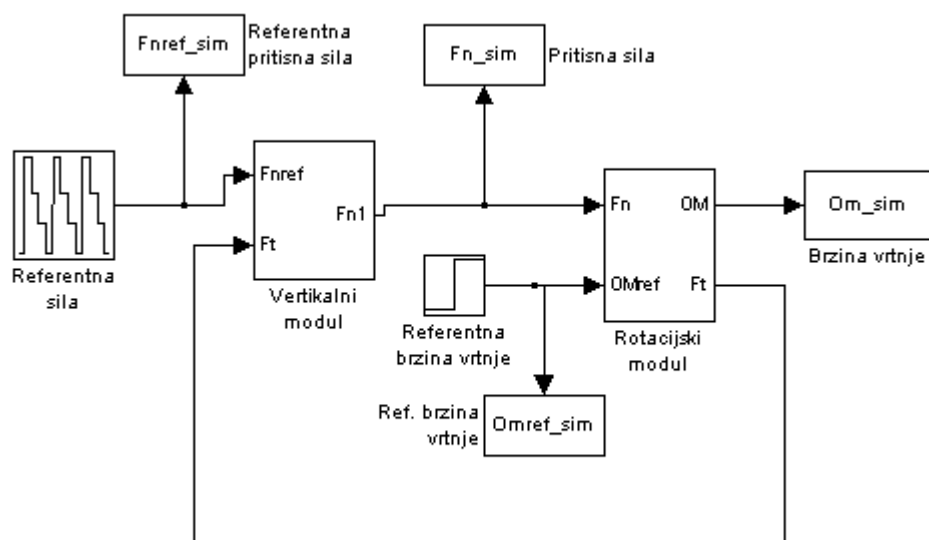 Fnref_sim
Referentna
pritisna sila
Fn_sim
Pritisna sila
Referentna
sila
Fnref
Ft
Fn1
Vertikalni
modul
Referentna
brzina vrtnje
Ref. brzina
vrtnje
Omref_sim
Fn
OMref
OM
Ft
Rotacijski
modul
Om_sim
Brzina vrtnje